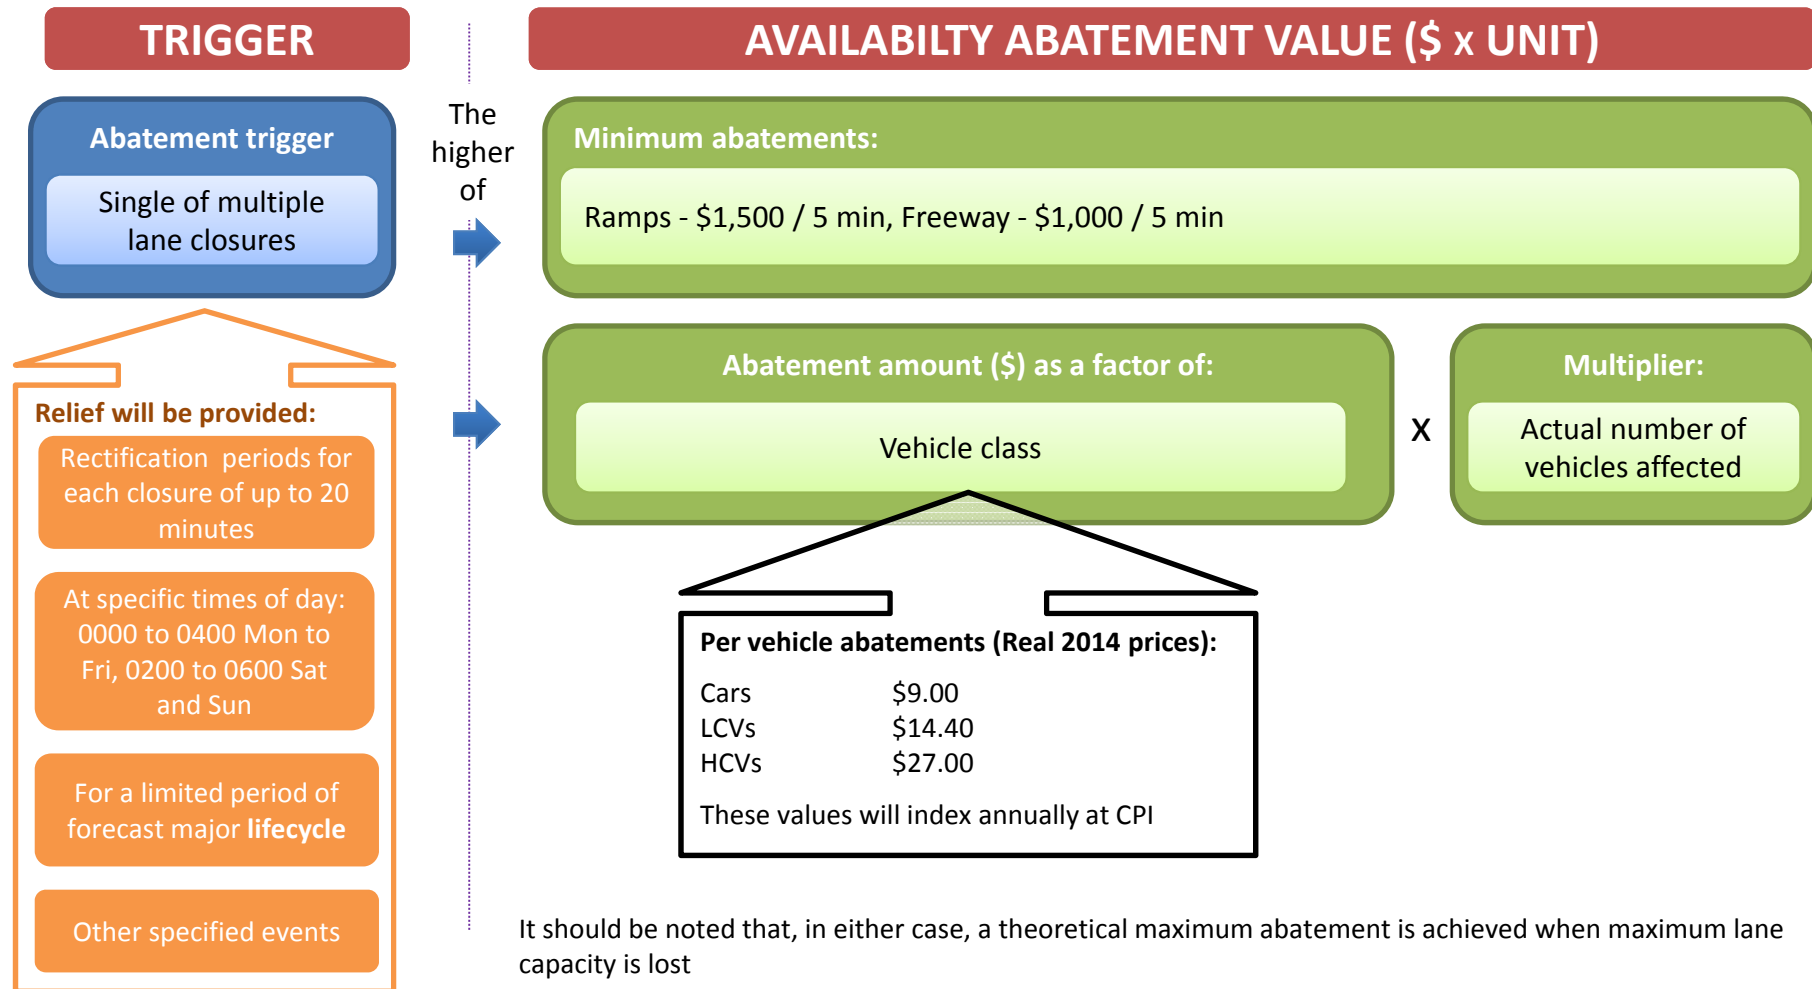 TRIGGER
Abatement trigger
Single of multiple
lane closures
Relief will be provided:
Rectification periods for
each closure of up to 20
minutes
At specific times of day:
0000 to 0400 Mon to
Fri, 0200 to 0600 Sat
and Sun
For a limited period of
forecast major lifecycle
Other specified events
The
higher
of
AVAILABILTY ABATEMENT VALUE ($ x UNIT)
Minimum abatements:
Ramps - $1,500 / 5 min, Freeway - $1,000 / 5 min
Abatement amount ($) as a factor of:
Vehicle class
x
Multiplier:
Actual number of
vehicles affected
Per vehicle abatements (Real 2014 prices):
Cars $9.00
LCVs $14.40
HCVs $27.00
These values will index annually at CPI
It should be noted that, in either case, a theoretical maximum abatement is achieved when maximum lane
capacity is lost